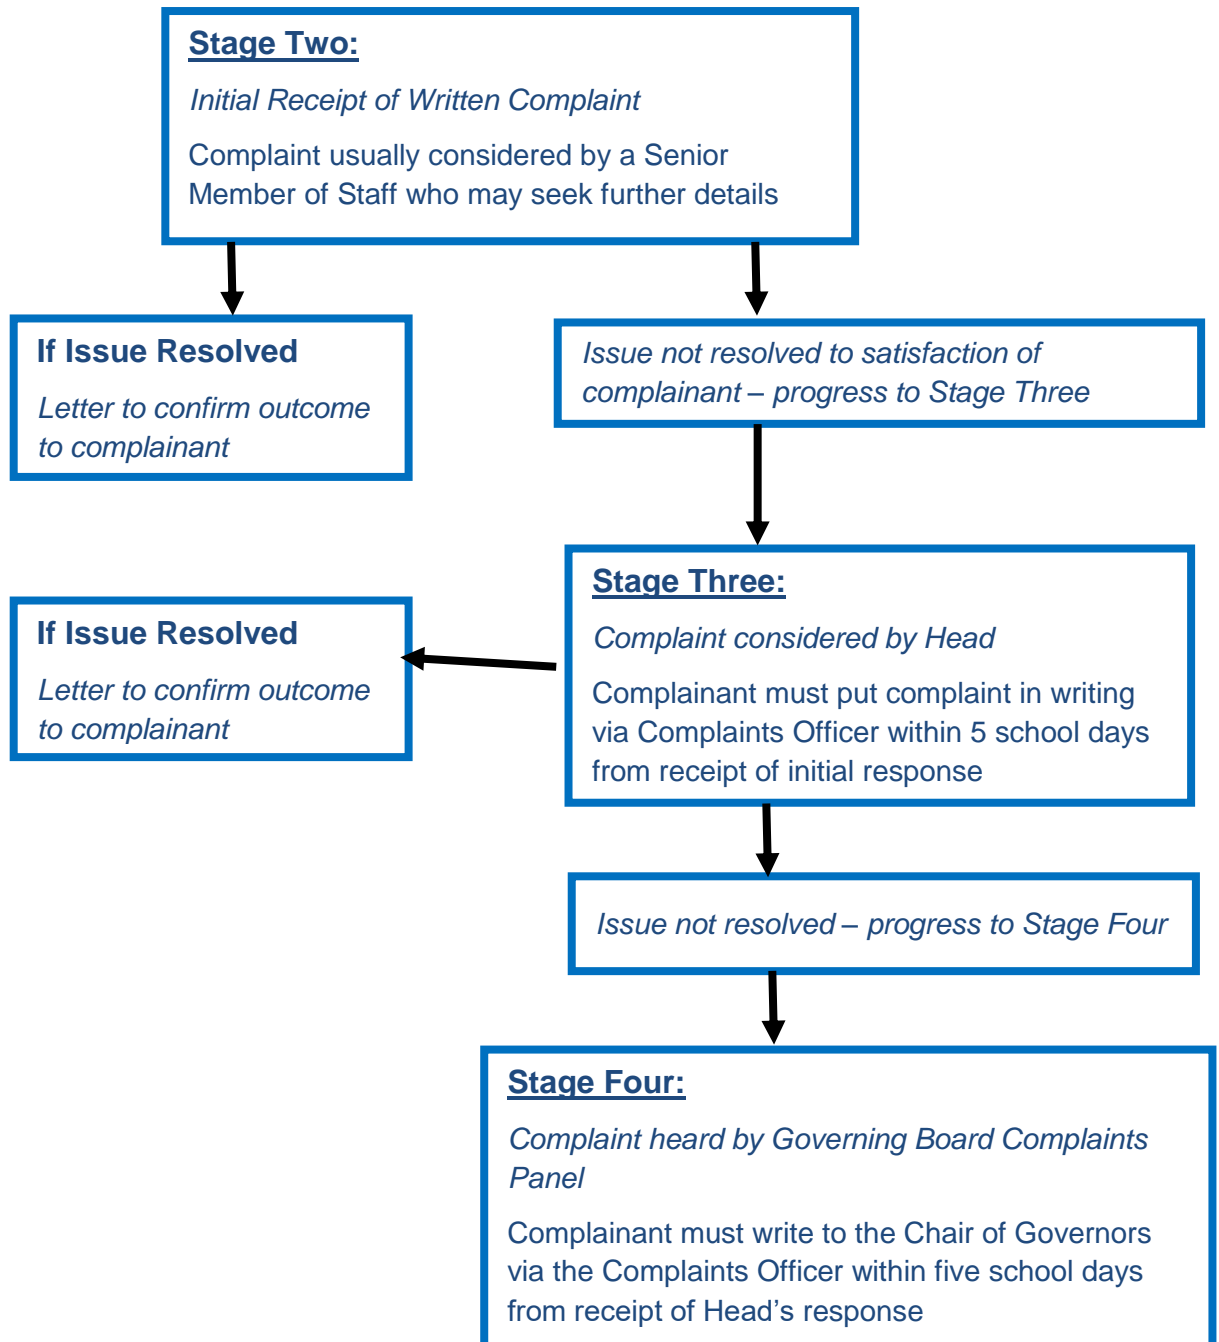 Stage Two:
Initial Receipt of Written Complaint
Complaint usually considered by a Senior
Member of Staff who may seek further details
If Issue Resolved
Letter to confirm outcome
to complainant
Issue not resolved to satisfaction of
complainant – progress to Stage Three
Stage Three:
Complaint considered by Head
Complainant must put complaint in writing
via Complaints Officer within 5 school days
from receipt of initial response
If Issue Resolved
Letter to confirm outcome
to complainant
Issue not resolved – progress to Stage Four
Stage Four:
Complaint heard by Governing Board Complaints
Panel
Complainant must write to the Chair of Governors
via the Complaints Officer within five school days
from receipt of Head’s response